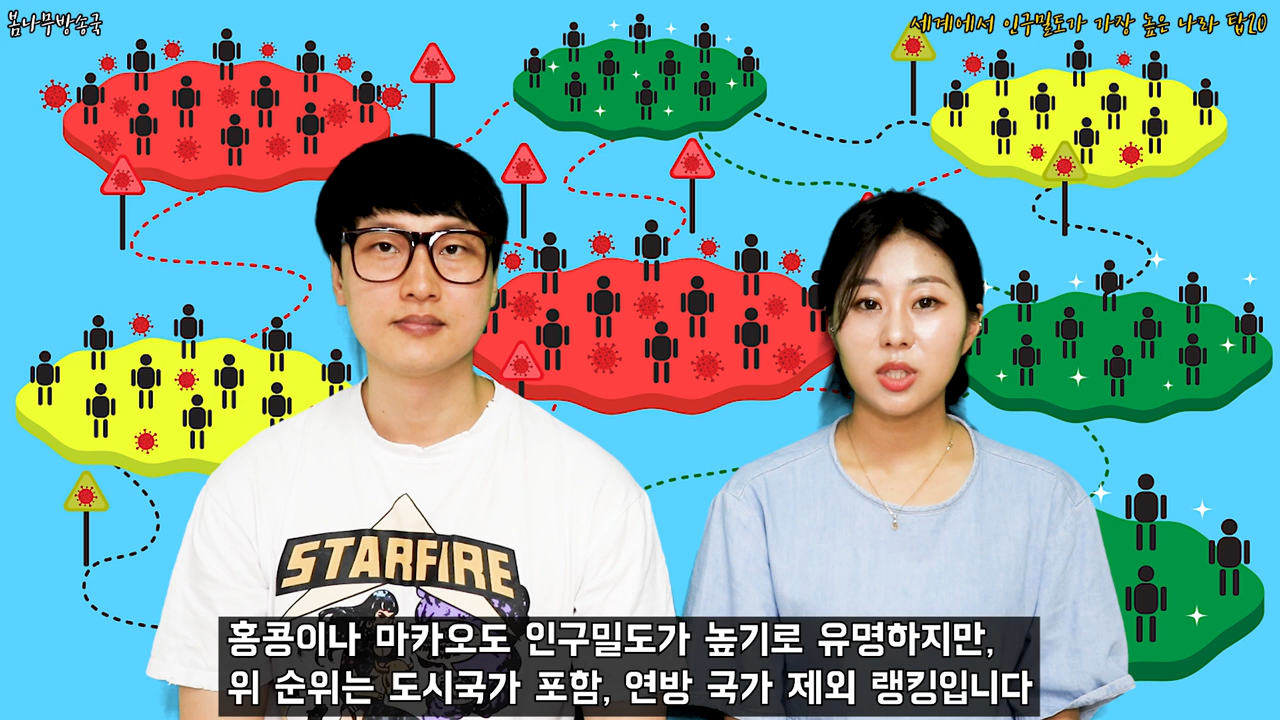 봄나무방송국
세계에서 인구밀도가 가장 높은 나라 탑20
STARFIRE
홍콩이나 마카오도 인구밀도가 높기로 유명하지만,
위 순위는 도시국가 포함, 연방 국가 제외 랭킹입니다